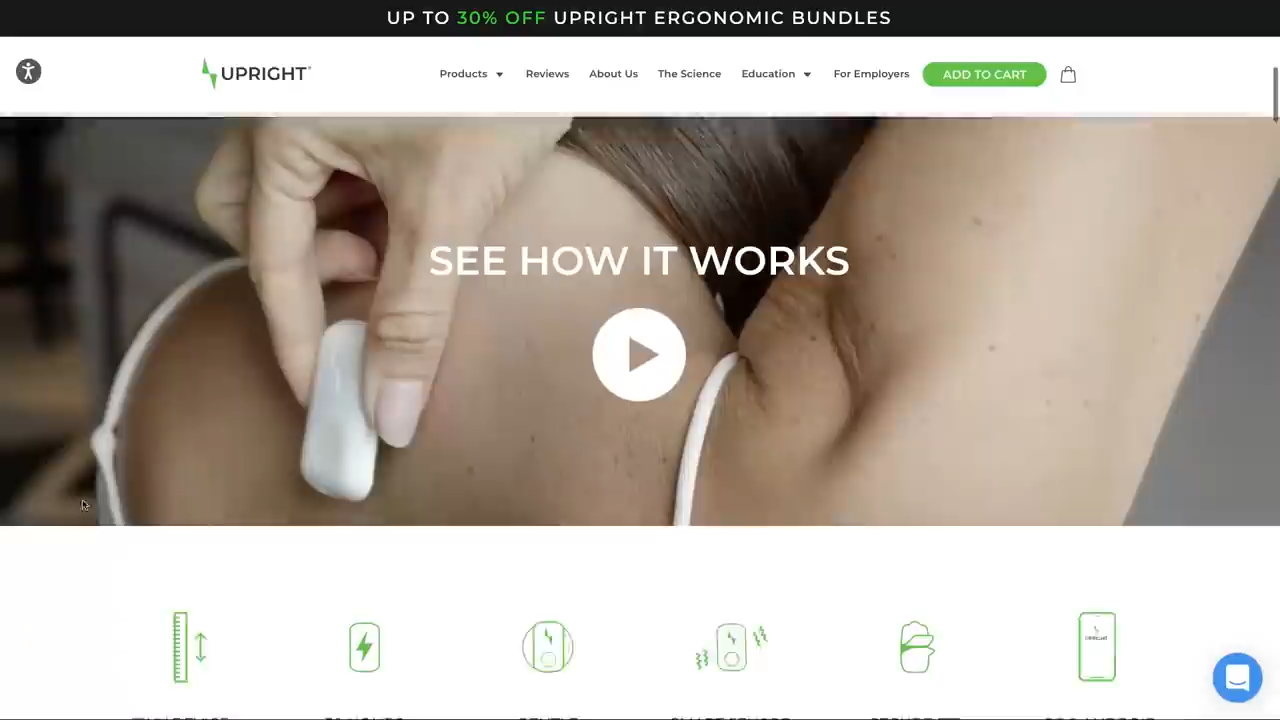 UP TO 30% OFF UPRIGHT ERGONOMIC BUNDLES
UPRIGHT
Products
Reviews
About Us
The Science
Education
For Employers
ADD TO CART
SEE HOW IT WORKS
UPRIGHT